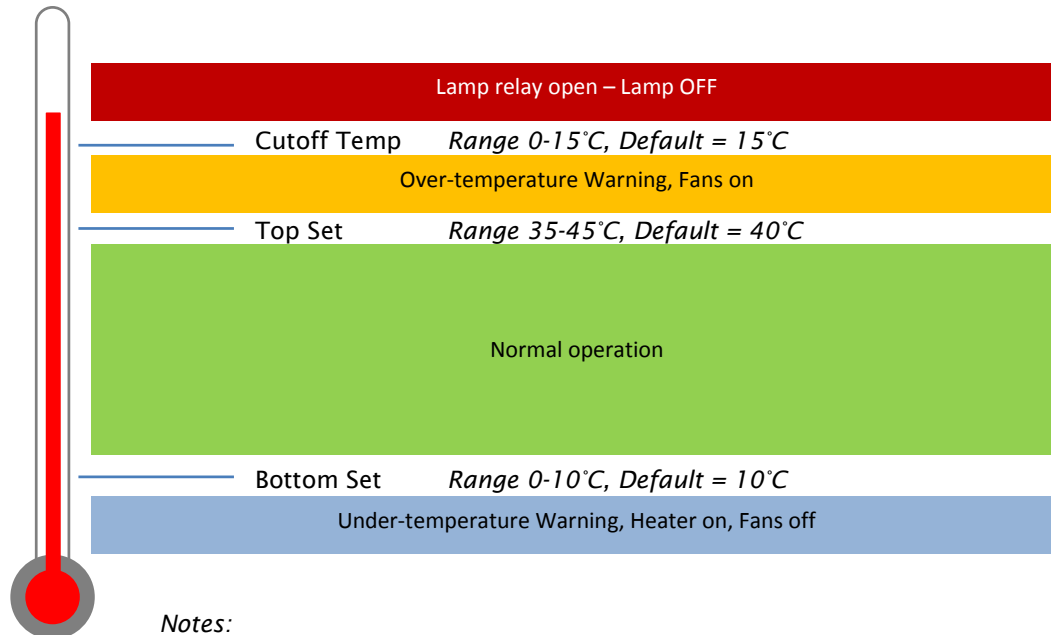 Lamp relay open – Lamp OFF
Cutoff Temp Range 0-15°C, Default = 15°C
Over-temperature Warning, Fans on
Top Set Range 35-45°C, Default = 40°C
Normal operation
Bottom Set Range 0-10°C, Default = 10°C
Under-temperature Warning, Heater on, Fans off
Notes: